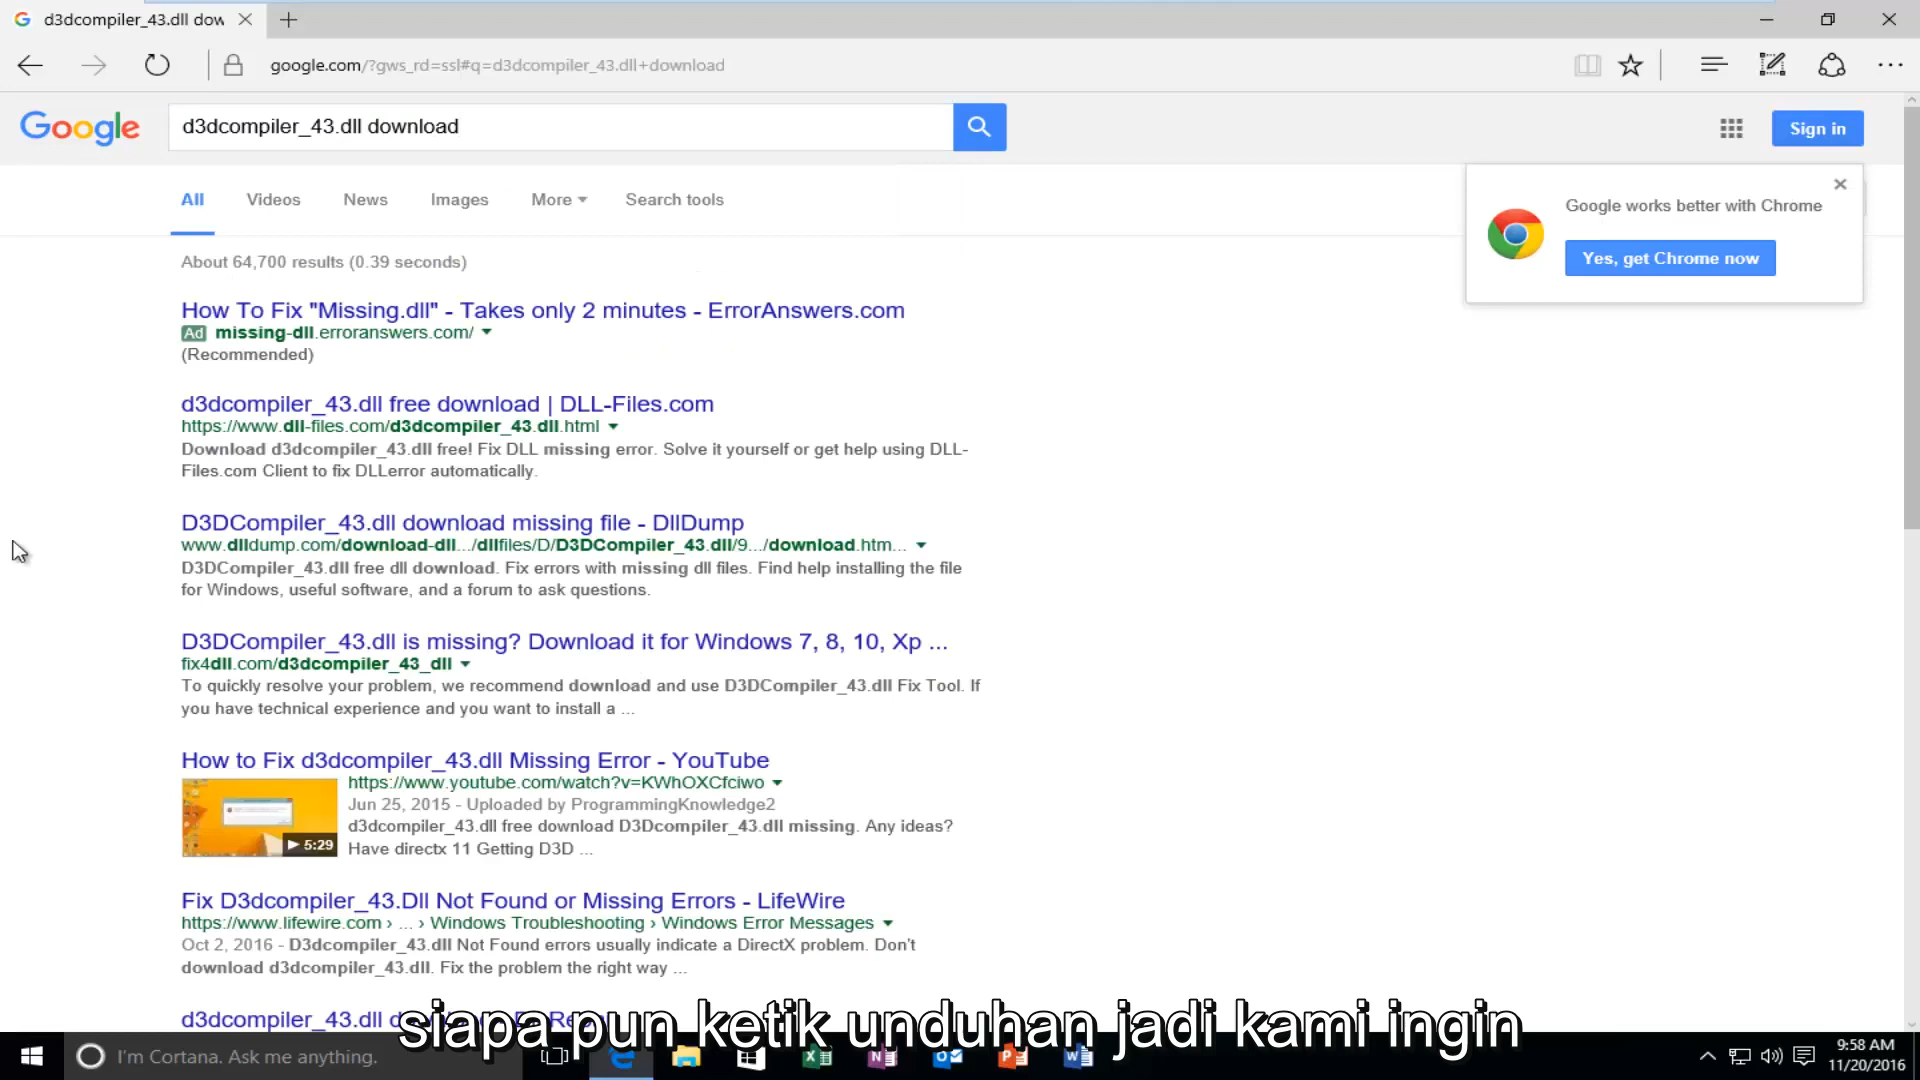 d3dcompiler_43.dll dow
google.com/?gws_rd=ssl#q=d3dcompiler_43.dll+download
Google
d3dcompiler_43.dll download
Sign in
All Videos News Images More Search tools
Google works better with Chrome
Yes, get Chrome now
About 64,700 results (0.39 seconds)
How To Fix "Missing.dll" - Takes only 2 minutes - ErrorAnswers.com
Ad missing-dll.erroranswers.com/
(Recommended)
d3dcompiler_43.dll free download | DLL-Files.com
https://www.dll-files.com/d3dcompiler_43.dll.html
Download d3dcompiler_43.dll free! Fix DLL missing error. Solve it yourself or get help using DLL-
Files.com Client to fix DLLerror automatically.
D3DCompiler_43.dll download missing file - DllDump
www.dlldump.com/download-dll.../dllfiles/D/D3DCompiler_43.dll/9.../download.htm...
D3DCompiler_43.dll free dll download. Fix errors with missing dll files. Find help installing the file
for Windows, useful software, and a forum to ask questions.
D3DCompiler_43.dll is missing? Download it for Windows 7, 8, 10, Xp ...
fix4dll.com/d3dcompiler_43_dll
To quickly resolve your problem, we recommend download and use D3DCompiler_43.dll Fix Tool. If
you have technical experience and you want to install a ...
How to Fix d3dcompiler_43.dll Missing Error - YouTube
https://www.youtube.com/watch?v=KWhOXCfciwo
Jun 25, 2015 - Uploaded by ProgrammingKnowledge2
d3dcompiler_43.dll free download D3Dcompiler_43.dll missing. Any ideas?
Have directx 11 Getting D3D ...
5:29
Fix D3dcompiler_43.Dll Not Found or Missing Errors - LifeWire
https://www.lifewire.com › ... › Windows Troubleshooting › Windows Error Messages
Oct 2, 2016 - D3dcompiler_43.dll Not Found errors usually indicate a DirectX problem. Don't
download d3dcompiler_43.dll. Fix the problem the right way ...
d3dcompiler_43.dll
siapa pun ketik unduhan jadi kami ingin
I'm Cortana. Ask me anything.
9:58 AM
11/20/2016